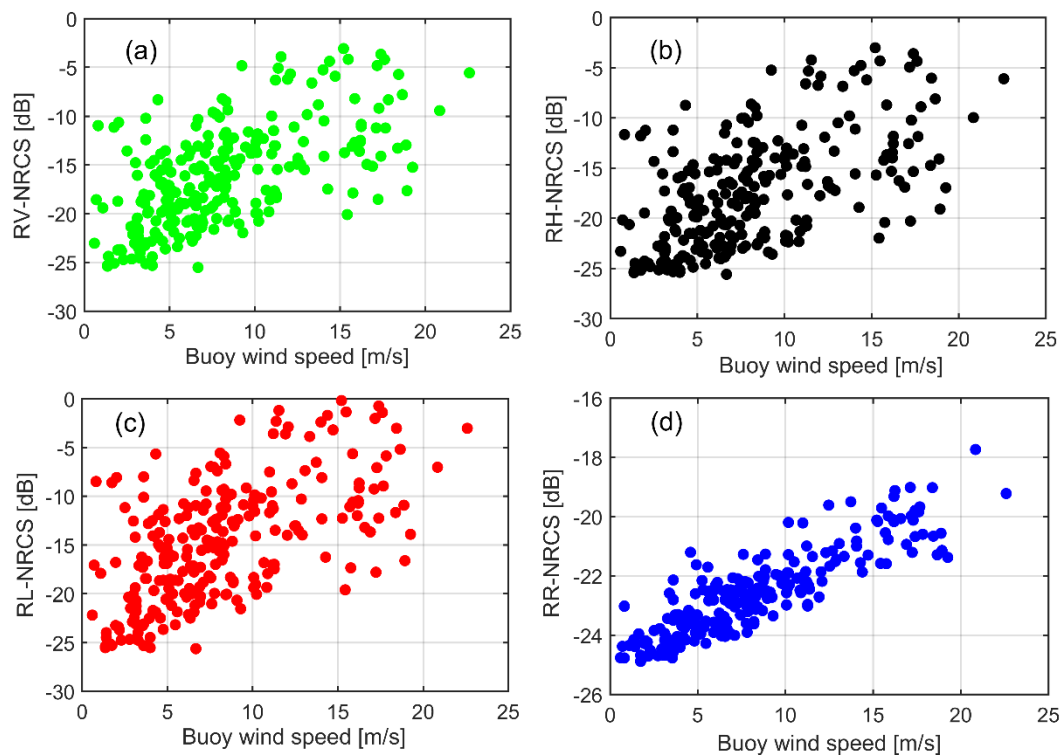 (a)
RV-NRCS [dB]
0
-5
-10
-15
-20
-25
-30
0 5 10 15 20 25
Buoy wind speed [m/s]
(b)
RH-NRCS [dB]
0
-5
-10
-15
-20
-25
-30
0 5 10 15 20 25
Buoy wind speed [m/s]
(c)
RL-NRCS [dB]
0
-5
-10
-15
-20
-25
-30
0 5 10 15 20 25
Buoy wind speed [m/s]
(d)
RR-NRCS [dB]
-16
-18
-20
-22
-24
-26
0 5 10 15 20 25
Buoy wind speed [m/s]